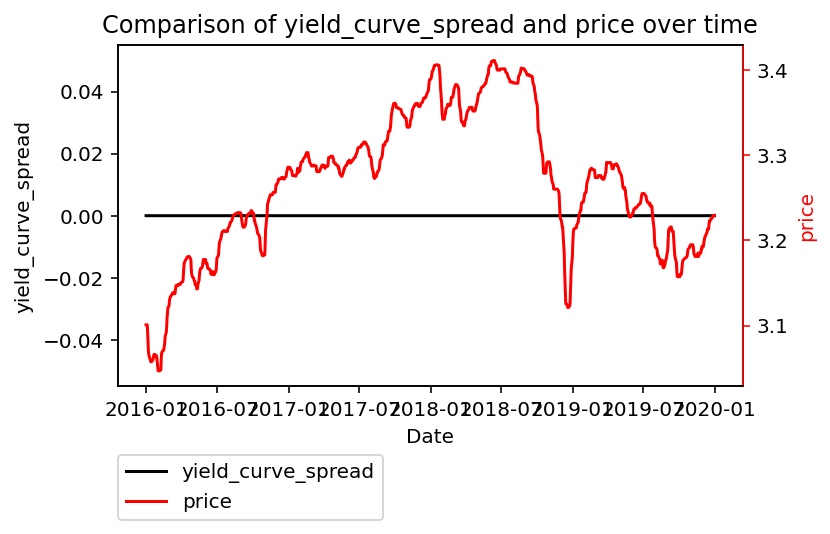 Comparison of yield_curve_spread and price over time
yield_curve_spread
0.04
0.02
0.00
−0.02
−0.04
3.4
3.3
3.2
3.1
price
2016-01 2016-07 2017-01 2017-07 2018-01 2018-07 2019-01 2019-07 2020-01
Date
yield_curve_spread
price